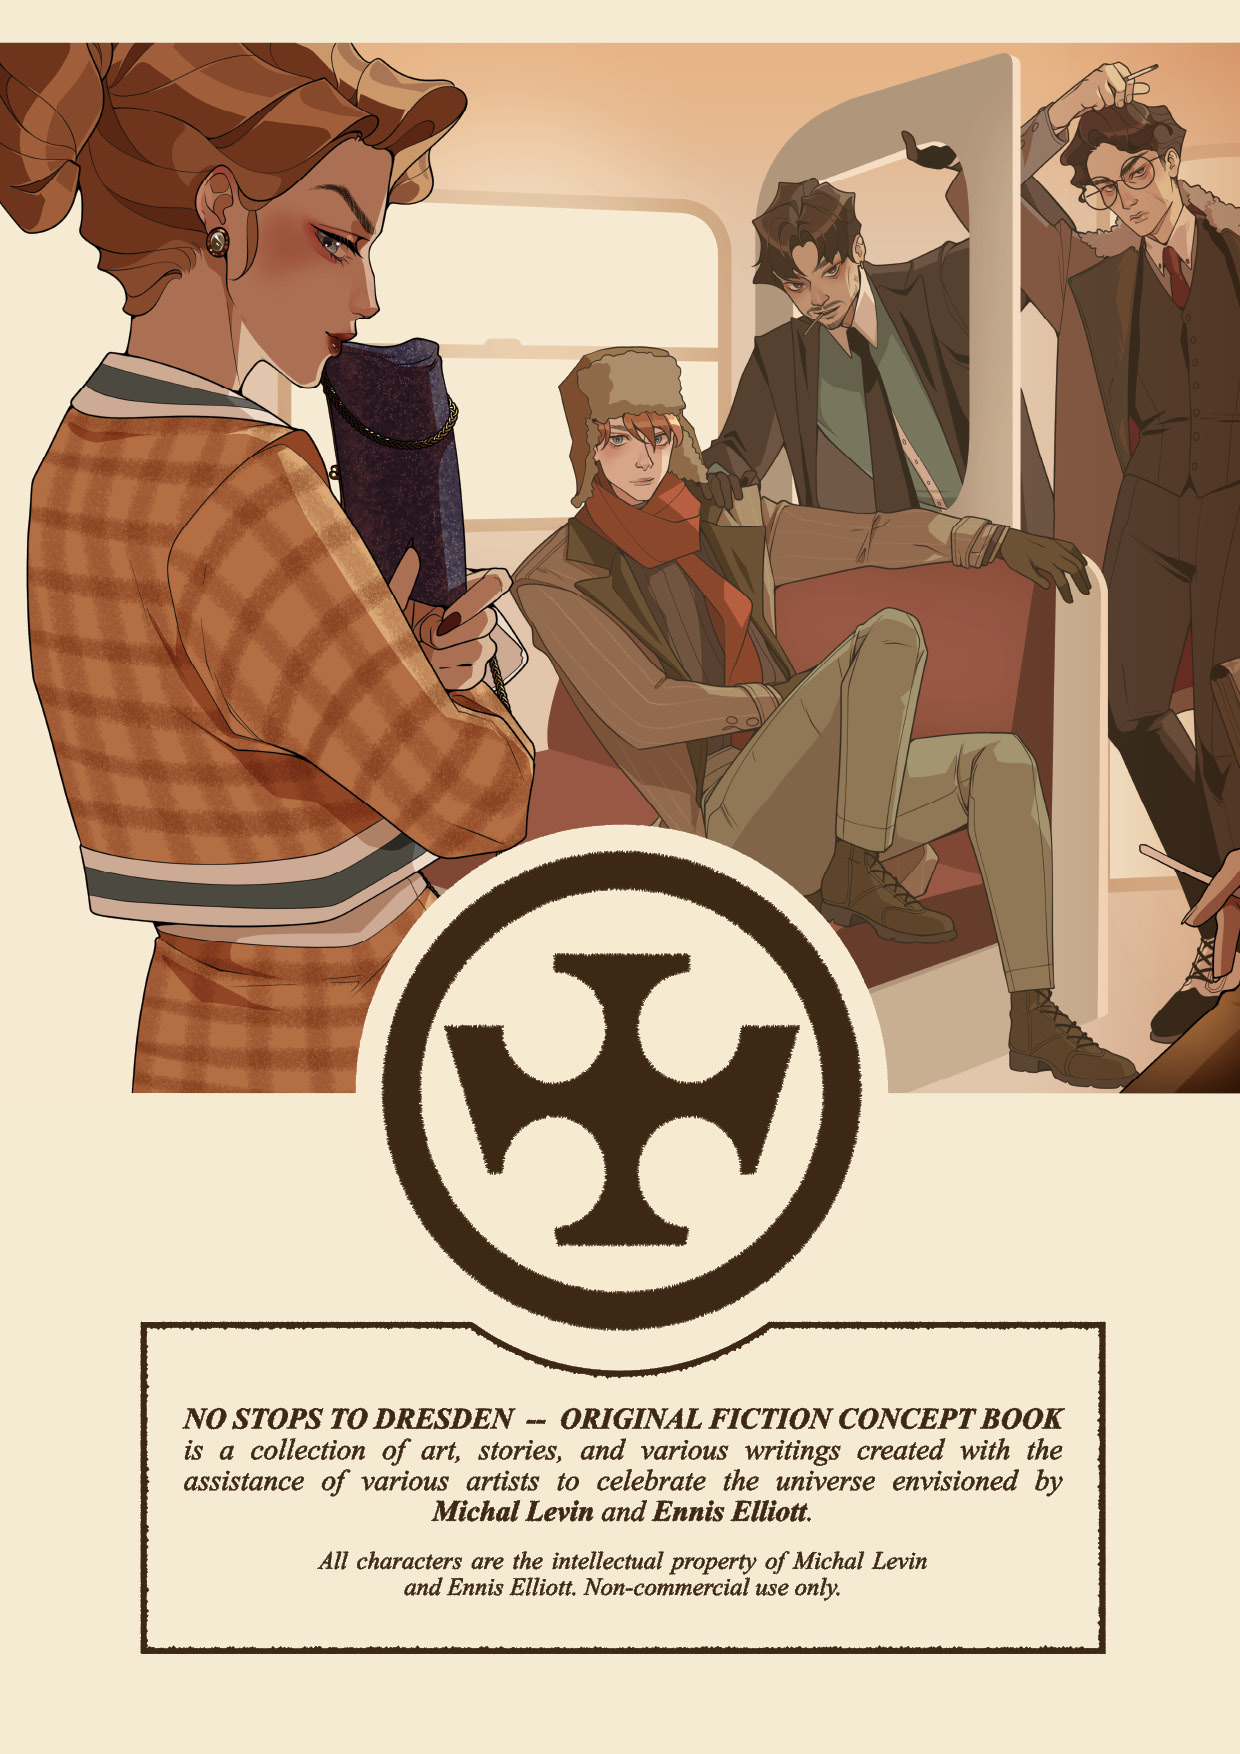 NO STOPS TO DRESDEN -- ORIGINAL FICTION CONCEPT BOOK
is a collection of art, stories, and various writings created with the
assistance of various artists to celebrate the universe envisioned by
Michal Levin and Ennis Elliott.
All characters are the intellectual property of Michal Levin
and Ennis Elliott. Non-commercial use only.